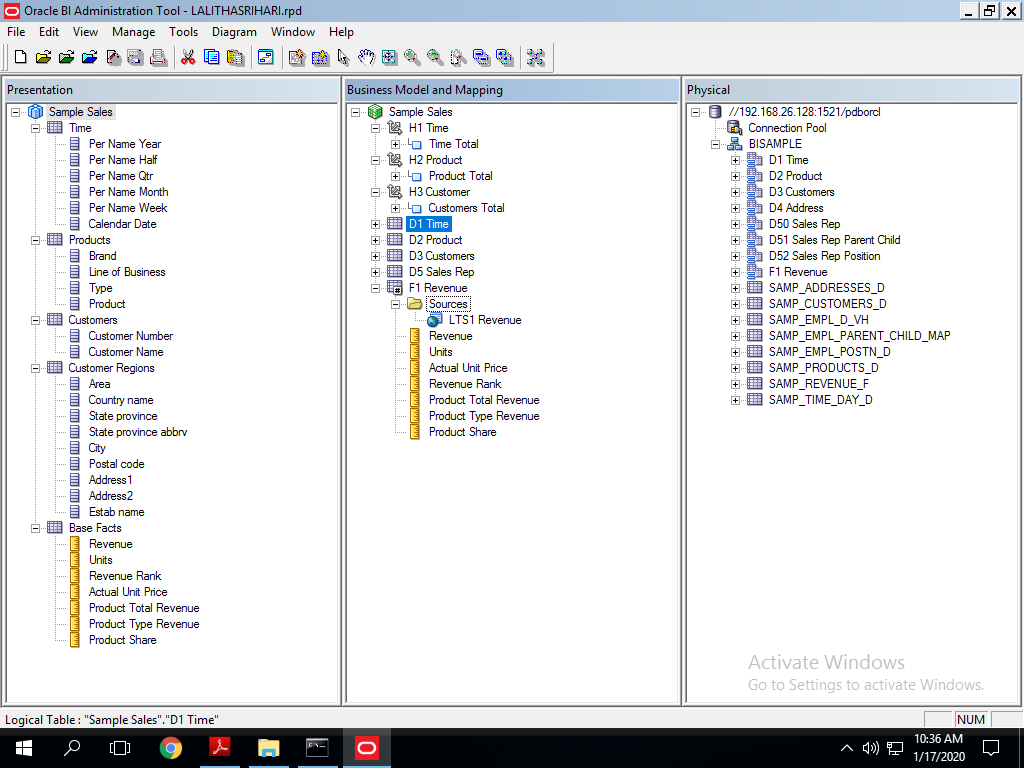 Oracle BI Administration Tool - LALITHASRIHARI.rpd
File Edit View Manage Tools Diagram Window Help
Presentation
Sample Sales
Time
Per Name Year
Per Name Half
Per Name Qtr
Per Name Month
Per Name Week
Calendar Date
Products
Brand
Line of Business
Type
Product
Customers
Customer Number
Customer Name
Customer Regions
Area
Country name
State province
State province abbrv
City
Postal code
Address1
Address2
Estab name
Base Facts
Revenue
Units
Revenue Rank
Actual Unit Price
Product Total Revenue
Product Type Revenue
Product Share
Business Model and Mapping
Sample Sales
H1 Time
Time Total
H2 Product
Product Total
H3 Customer
Customers Total
D1 Time
D2 Product
D3 Customers
D5 Sales Rep
F1 Revenue
Sources
LTS1 Revenue
Revenue
Units
Actual Unit Price
Revenue Rank
Product Total Revenue
Product Type Revenue
Product Share
Physical
//192.168.26.128:1521/pdborcl
Connection Pool
BISAMPLE
D1 Time
D2 Product
D3 Customers
D4 Address
D50 Sales Rep
D51 Sales Rep Parent Child
D52 Sales Rep Position
F1 Revenue
SAMP_ADDRESSES_D
SAMP_CUSTOMERS_D
SAMP_EMPL_D_VH
SAMP_EMPL_PARENT_CHILD_MAP
SAMP_EMPL_POSTN_D
SAMP_PRODUCTS_D
SAMP_REVENUE_F
SAMP_TIME_DAY_D
Activate Windows
Go to Settings to activate Windows.
Logical Table : "Sample Sales"."D1 Time"
NUM
10:36 AM
1/17/2020